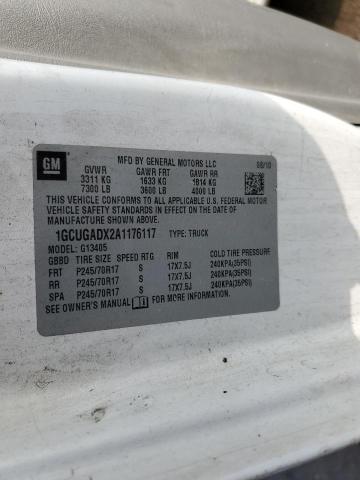 GM
MFD BY GENERAL MOTORS LLC
08/10
GVWR GAWR FRT GAWR RR
3311 KG 1633 KG 1814 KG
7300 LB 3600 LB 4000 LB
THIS VEHICLE CONFORMS TO ALL APPLICABLE U.S. FEDERAL MOTOR
VEHICLE SAFETY AND THEFT PREVENTION STANDARDS IN EFFECT ON
THE DATE OF MANUFACTURE SHOWN ABOVE.
1GCUGADX2A1176117 TYPE: TRUCK
MODEL: G13405
GBBD TIRE SIZE SPEED RTG RIM COLD TIRE PRESSURE
FRT P245/70R17 S 17X7.5J 240KPA(35PSI)
RR P245/70R17 S 17X7.5J 240KPA(35PSI)
SPA P245/70R17 S 17X7.5J 240KPA(35PSI)
SEE OWNER'S MANUAL FOR MORE INFORMATION.